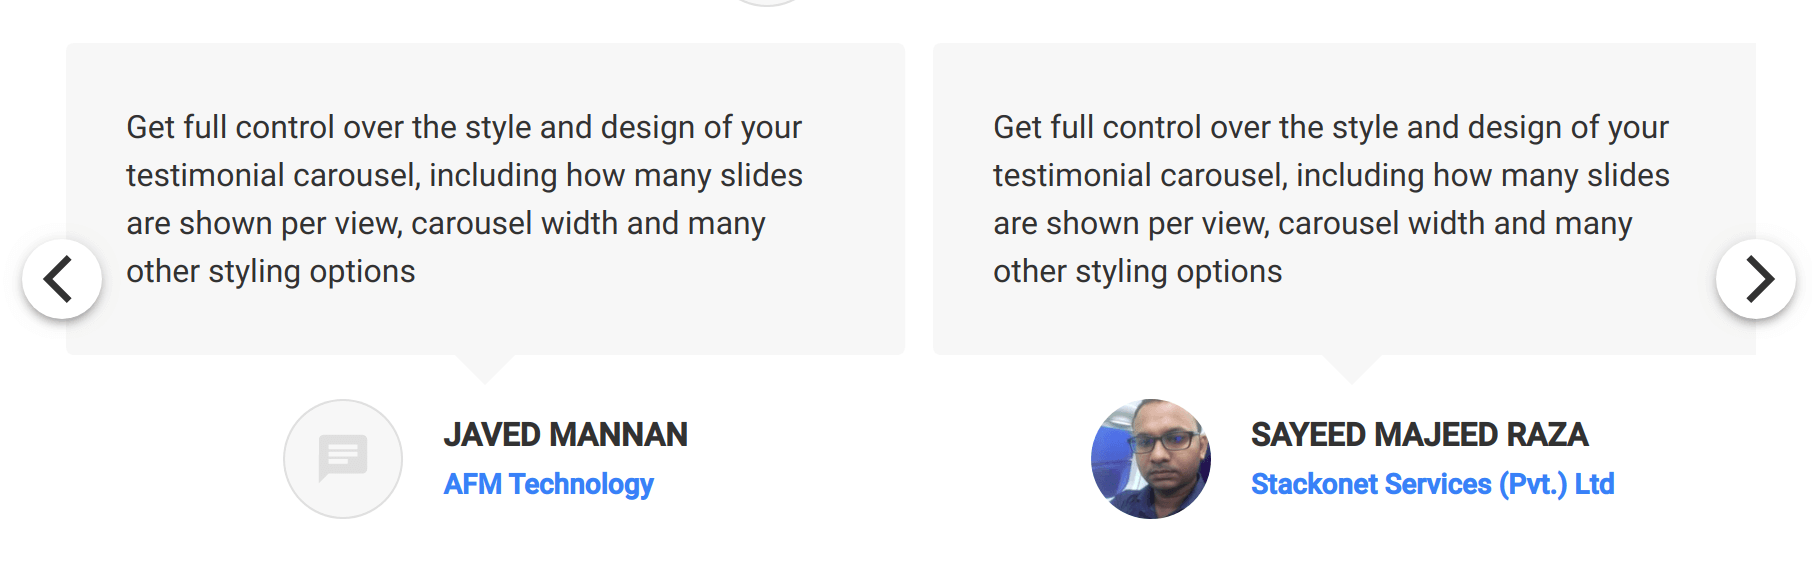 Get full control over the style and design of your
testimonial carousel, including how many slides
are shown per view, carousel width and many
other styling options
JAVED MANNAN
AFM Technology
Get full control over the style and design of your
testimonial carousel, including how many slides
are shown per view, carousel width and many
other styling options
SAYEED MAJEED RAZA
Stackonet Services (Pvt.) Ltd